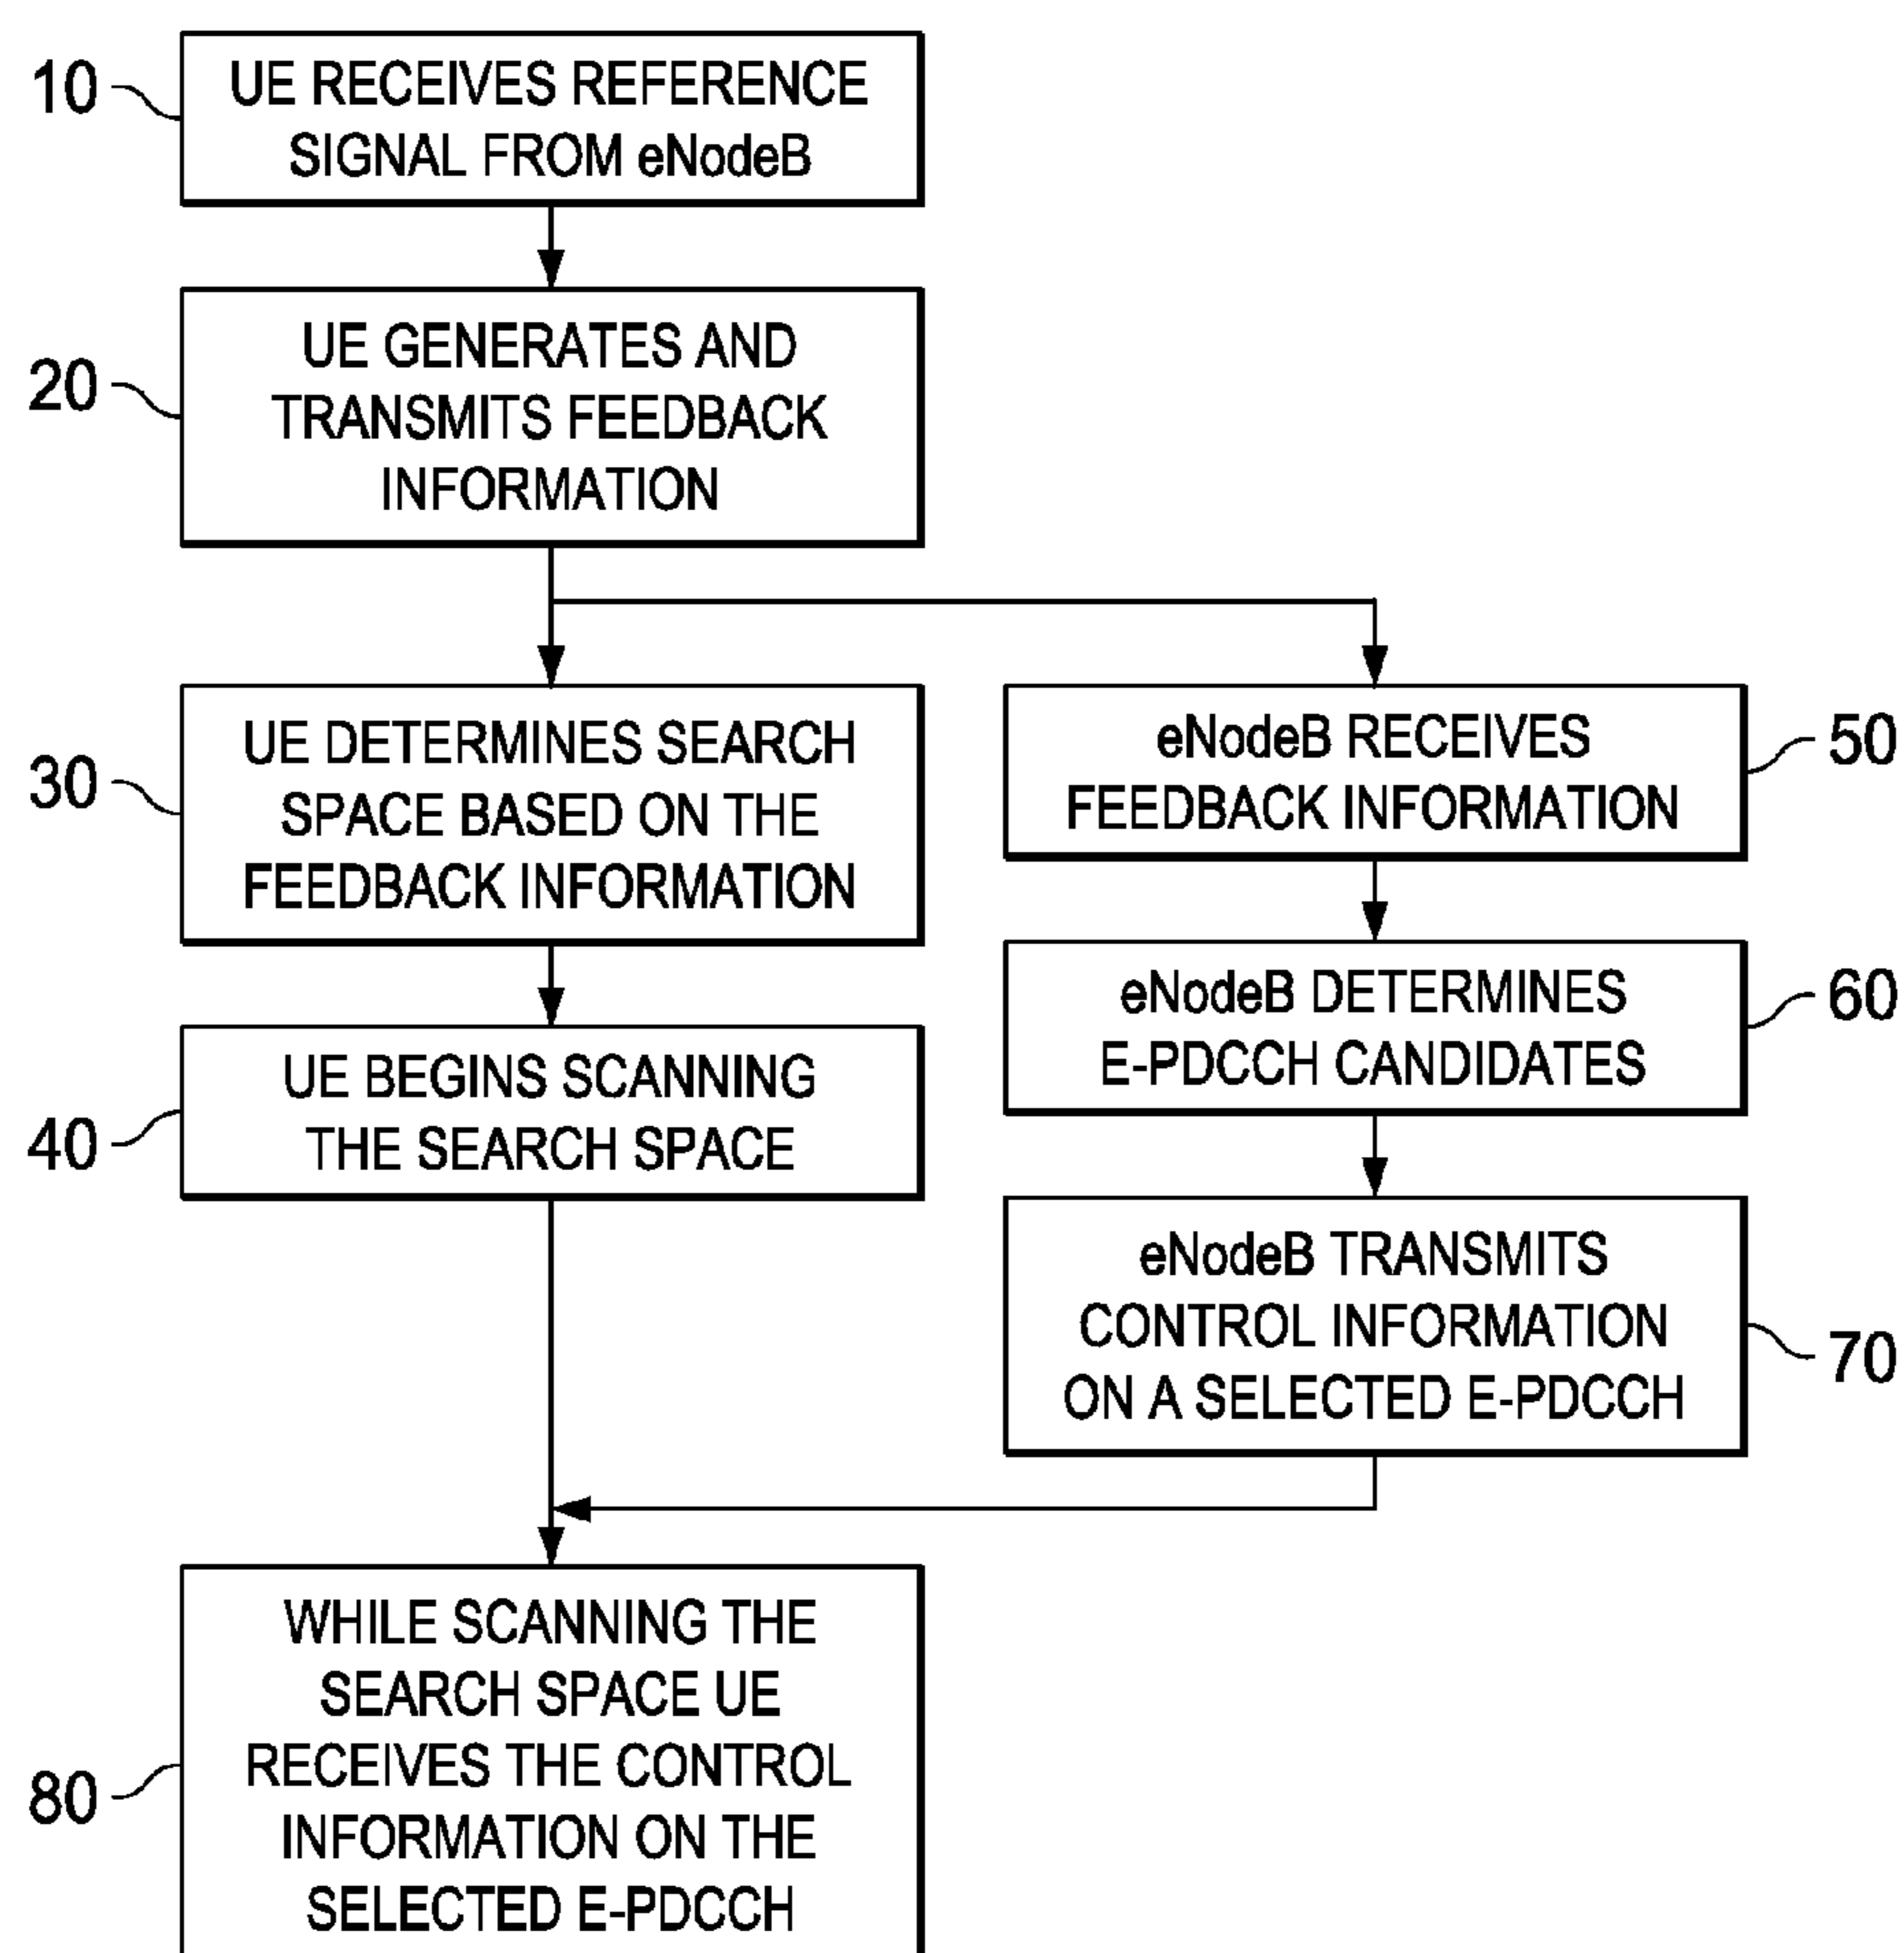 10
UE RECEIVES REFERENCE
SIGNAL FROM eNodeB
20
UE GENERATES AND
TRANSMITS FEEDBACK
INFORMATION
30
UE DETERMINES SEARCH
SPACE BASED ON THE
FEEDBACK INFORMATION
40
UE BEGINS SCANNING
THE SEARCH SPACE
eNodeB RECEIVES
FEEDBACK INFORMATION
50
eNodeB DETERMINES
E-PDCCH CANDIDATES
60
eNodeB TRANSMITS
CONTROL INFORMATION
ON A SELECTED E-PDCCH
70
80
WHILE SCANNING THE
SEARCH SPACE UE
RECEIVES THE CONTROL
INFORMATION ON THE
SELECTED E-PDCCH